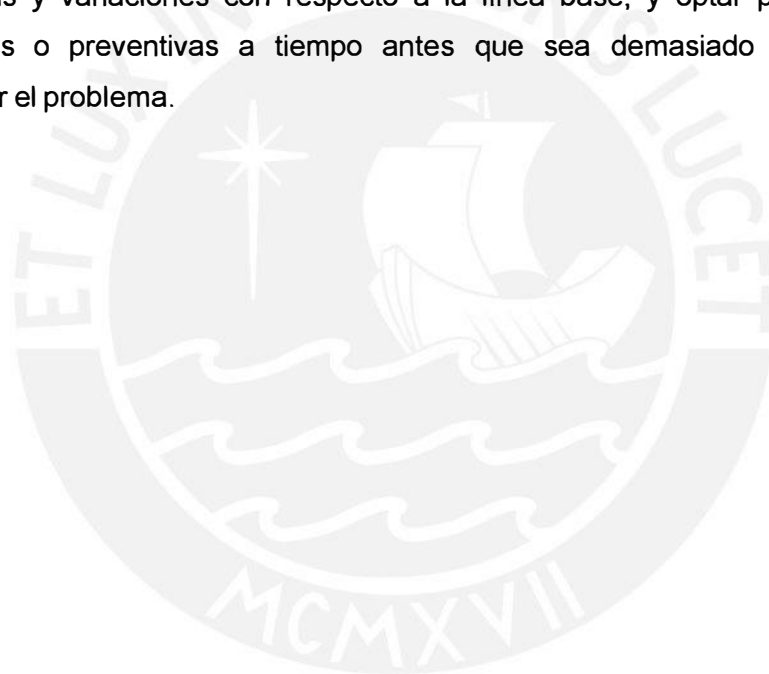 y variaciones con respecto a la línea base, y optar
o preventivas a tiempo antes que sea demasiado
el problema.
ET LUX IN
LUCET
MCMXVII